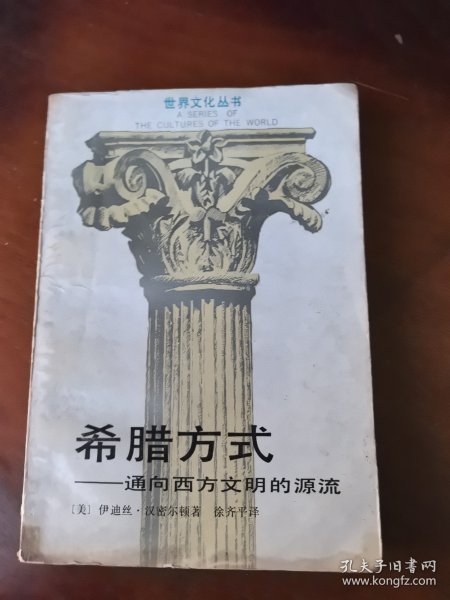 世界文化丛书
A SERIES OF
THE CULTURES OF THE WORLD
希腊方式
——通向西方文明的源流
〔美〕伊迪丝·汉密尔顿著 徐齐平译
孔夫子旧书网
www.kongfz.com